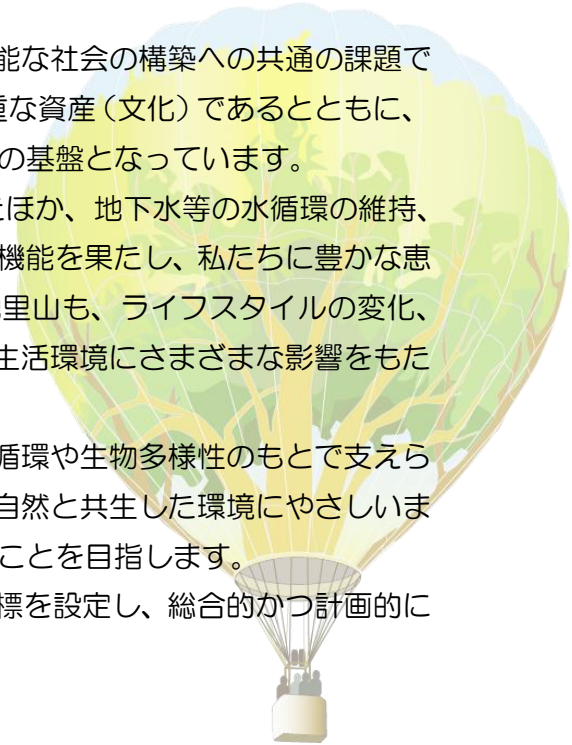 能な社会の構築への共通の課題で
重な資産（文化）であるとともに、
の基盤となっています。
ほか、地下水等の水循環の維持、
機能を果たし、私たちに豊かな恵
里山も、ライフスタイルの変化、
生活環境にさまざまな影響をもた
循環や生物多様性のもとで支えら
自然と共生した環境にやさしいま
ことを目指します。
標を設定し、総合的かつ計画的に